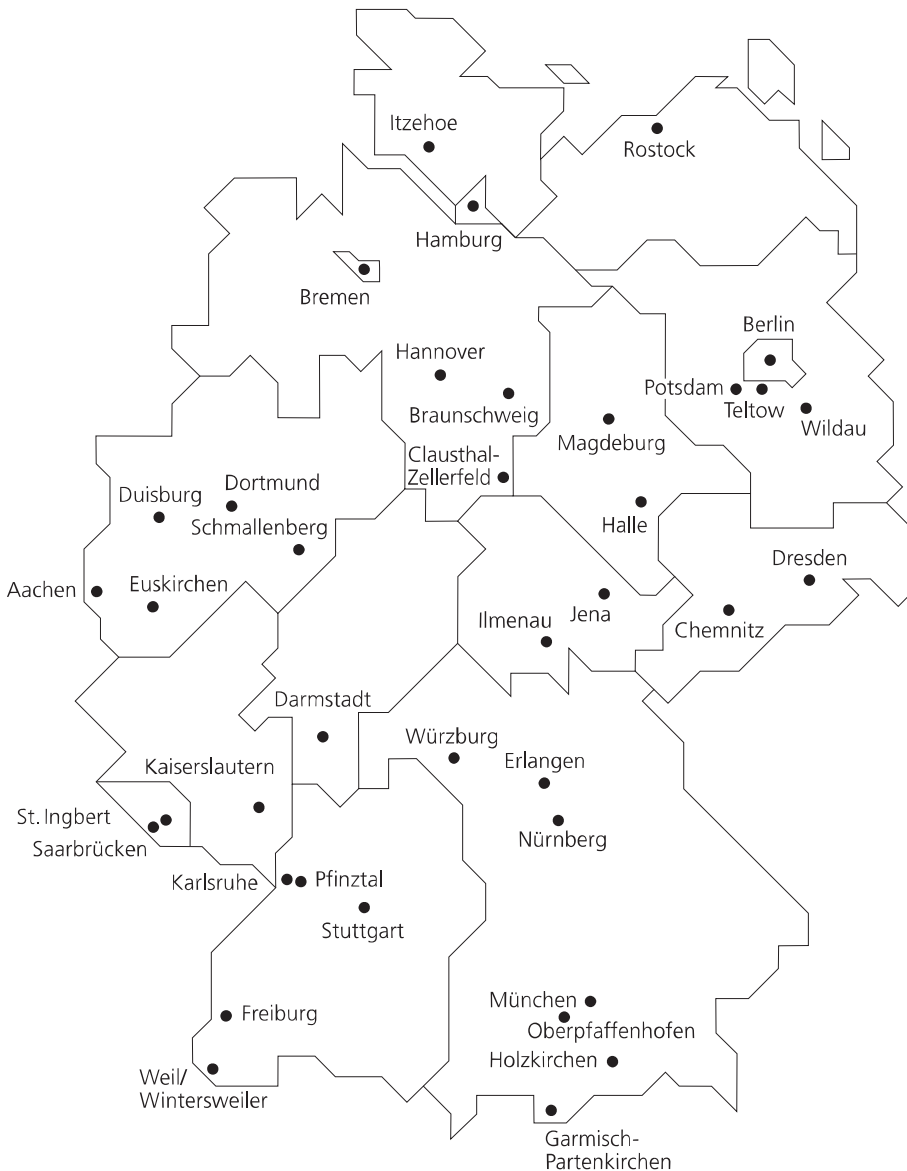 Itzehoe
Rostock
Hamburg
Bremen
Berlin
Hannover
Potsdam
Braunschweig
Teltow
Wildau
Magdeburg
Clausthal-
Zellerfeld
Dortmund
Duisburg
Schmallenberg
Halle
Dresden
Aachen
Euskirchen
Jena
Ilmenau
Chemnitz
Darmstadt
Würzburg
Kaiserslautern
Erlangen
St. Ingbert
Saarbrücken
Nürnberg
Karlsruhe
Pfinztal
Stuttgart
München
Freiburg
Oberpfaffenhofen
Holzkirchen
Weil/
Wintersweiler
Garmisch-
Partenkirchen